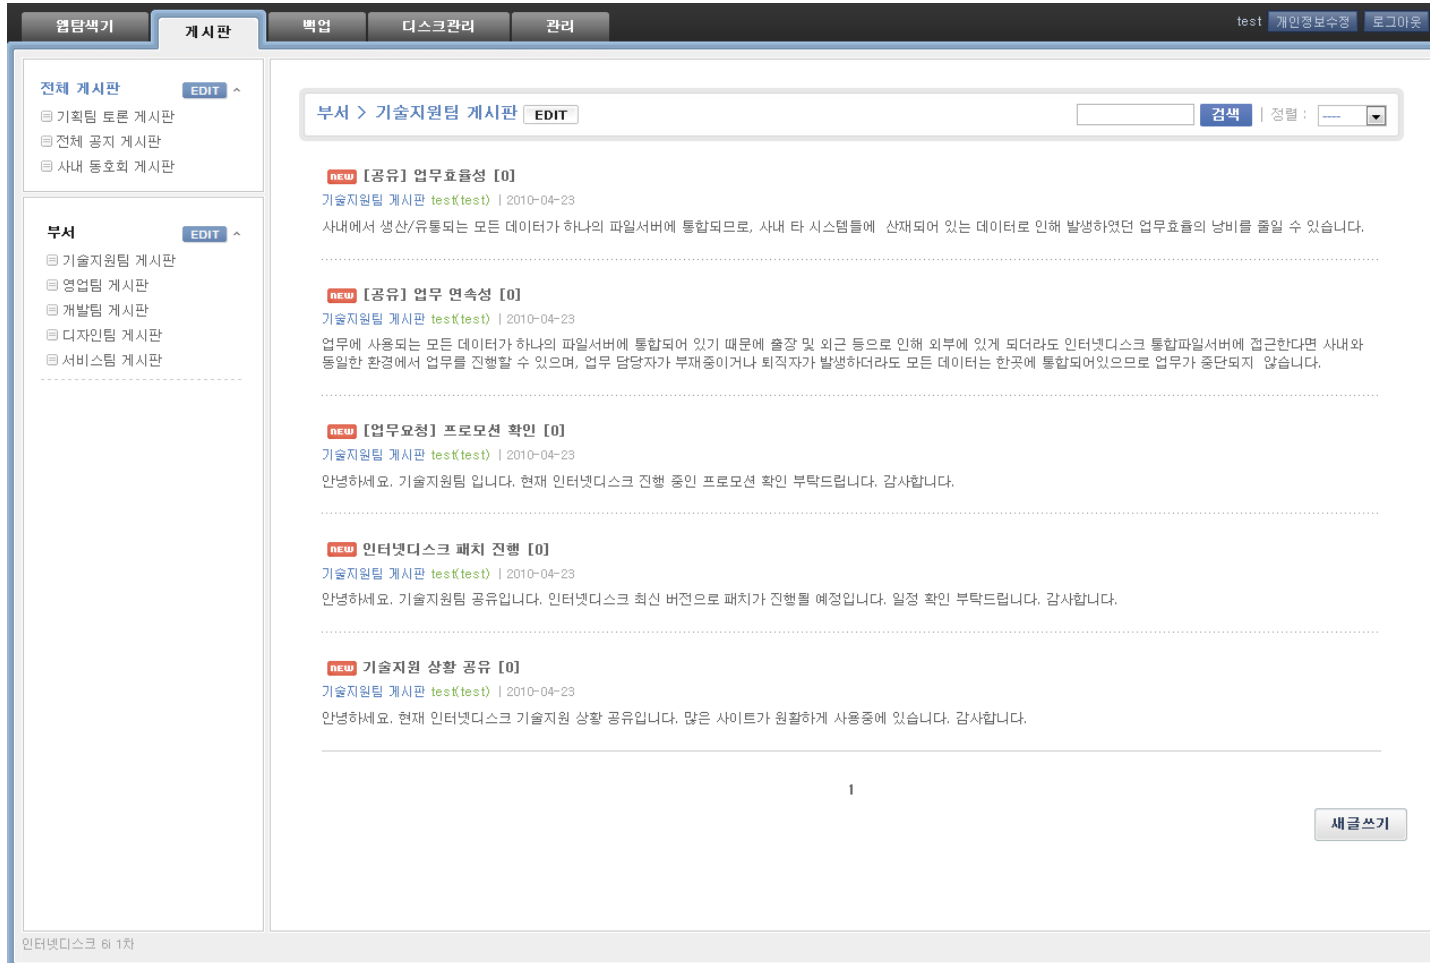 웹탐색기 게시판 백업 디스크관리 관리 test 개인정보수정 로그아웃
전체 게시판 EDIT
기획팀 토론 게시판
전체 공지 게시판
사내 동호회 게시판
부서 EDIT
기술지원팀 게시판
영업팀 게시판
개발팀 게시판
디자인팀 게시판
서비스팀 게시판
부서 > 기술지원팀 게시판 EDIT 검색 | 정렬 : ----
new [공유] 업무효율성 [0]
기술지원팀 게시판 test(test) | 2010-04-23
사내에서 생산/유통되는 모든 데이터가 하나의 파일서버에 통합되므로, 사내 타 시스템들에 산재되어 있는 데이터로 인해 발생하였던 업무효율의 낭비를 줄일 수 있습니다.
new [공유] 업무 연속성 [0]
기술지원팀 게시판 test(test) | 2010-04-23
업무에 사용되는 모든 데이터가 하나의 파일서버에 통합되어 있기 때문에 출장 및 외근 등으로 인해 외부에 있게 되더라도 인터넷디스크 통합파일서버에 접근한다면 사내와
동일한 환경에서 업무를 진행할 수 있으며, 업무 담당자가 부재중이거나 퇴직자가 발생하더라도 모든 데이터는 한곳에 통합되어있으므로 업무가 중단되지 않습니다.
new [업무요청] 프로모션 확인 [0]
기술지원팀 게시판 test(test) | 2010-04-23
안녕하세요. 기술지원팀 입니다. 현재 인터넷디스크 진행 중인 프로모션 확인 부탁드립니다. 감사합니다.
new 인터넷디스크 패치 진행 [0]
기술지원팀 게시판 test(test) | 2010-04-23
안녕하세요. 기술지원팀 공유입니다. 인터넷디스크 최신 버전으로 패치가 진행될 예정입니다. 일정 확인 부탁드립니다. 감사합니다.
new 기술지원 상황 공유 [0]
기술지원팀 게시판 test(test) | 2010-04-23
안녕하세요. 현재 인터넷디스크 기술지원 상황 공유입니다. 많은 사이트가 원활하게 사용중에 있습니다. 감사합니다.
1
새글쓰기
인터넷디스크 6i 1차